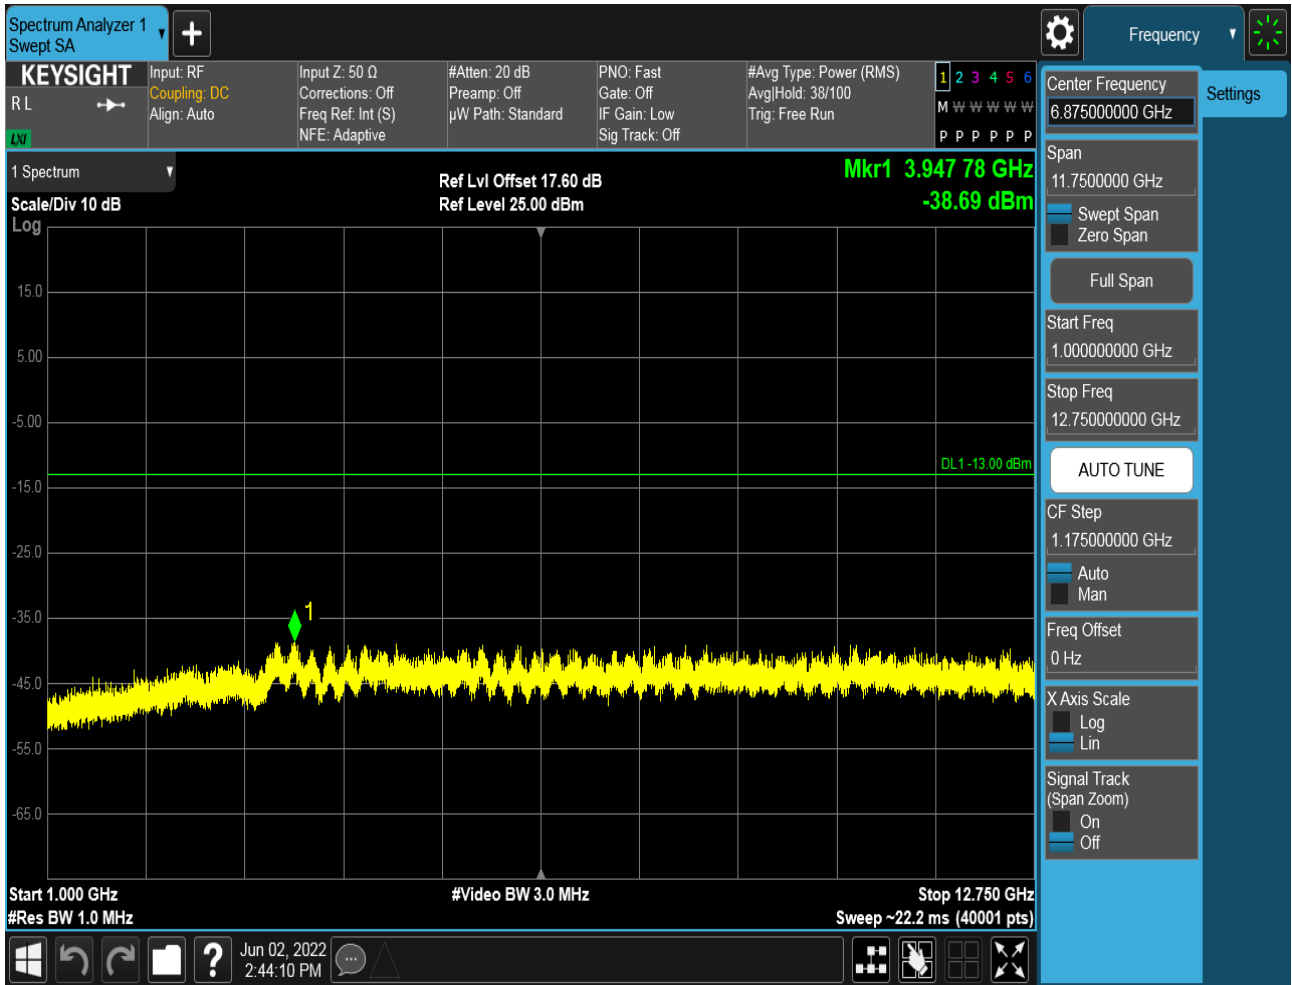 Spectrum Analyzer 1
Swept SA
Frequency
KEYSIGHT
R L
LXI
Input: RF
Coupling: DC
Align: Auto
Input Z: 50 Ω
Corrections: Off
Freq Ref: Int (S)
NFE: Adaptive
#Atten: 20 dB
Preamp: Off
µW Path: Standard
PNO: Fast
Gate: Off
IF Gain: Low
Sig Track: Off
#Avg Type: Power (RMS)
Avg|Hold: 38/100
Trig: Free Run
1 2 3 4 5 6
M W W W W W
P P P P P P
1 Spectrum
Scale/Div 10 dB
Log
Ref Lvl Offset 17.60 dB
Ref Level 25.00 dBm
Mkr1 3.947 78 GHz
-38.69 dBm
15.0
5.00
-5.00
DL1 -13.00 dBm
-15.0
-25.0
-35.0
1
-45.0
-55.0
-65.0
Start 1.000 GHz
#Res BW 1.0 MHz
#Video BW 3.0 MHz
Stop 12.750 GHz
Sweep ~22.2 ms (40001 pts)
?
Jun 02, 2022
2:44:10 PM
Center Frequency
6.875000000 GHz
Settings
Span
11.7500000 GHz
Swept Span
Zero Span
Full Span
Start Freq
1.000000000 GHz
Stop Freq
12.750000000 GHz
AUTO TUNE
CF Step
1.175000000 GHz
Auto
Man
Freq Offset
0 Hz
X Axis Scale
Log
Lin
Signal Track
(Span Zoom)
On
Off